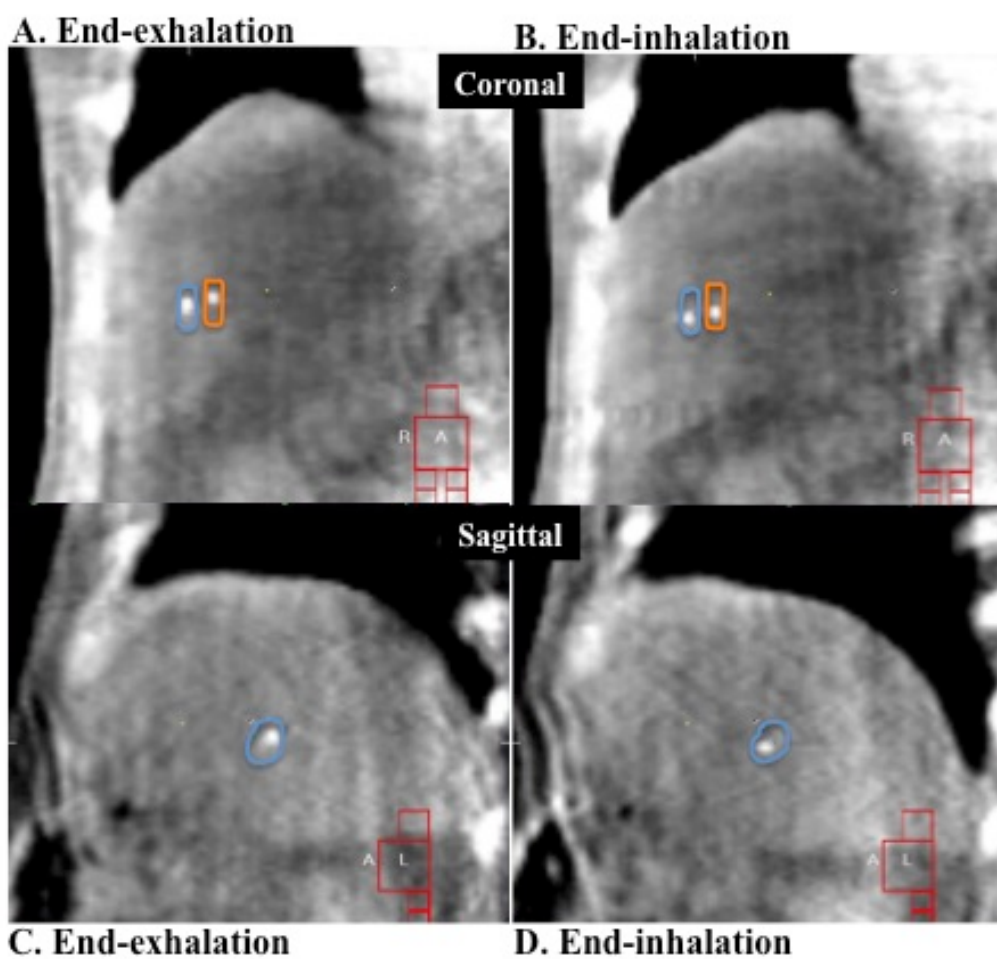 A. End-exhalation
B. End-inhalation
Coronal
R A
R A
Sagittal
A L
A L
C. End-exhalation
D. End-inhalation